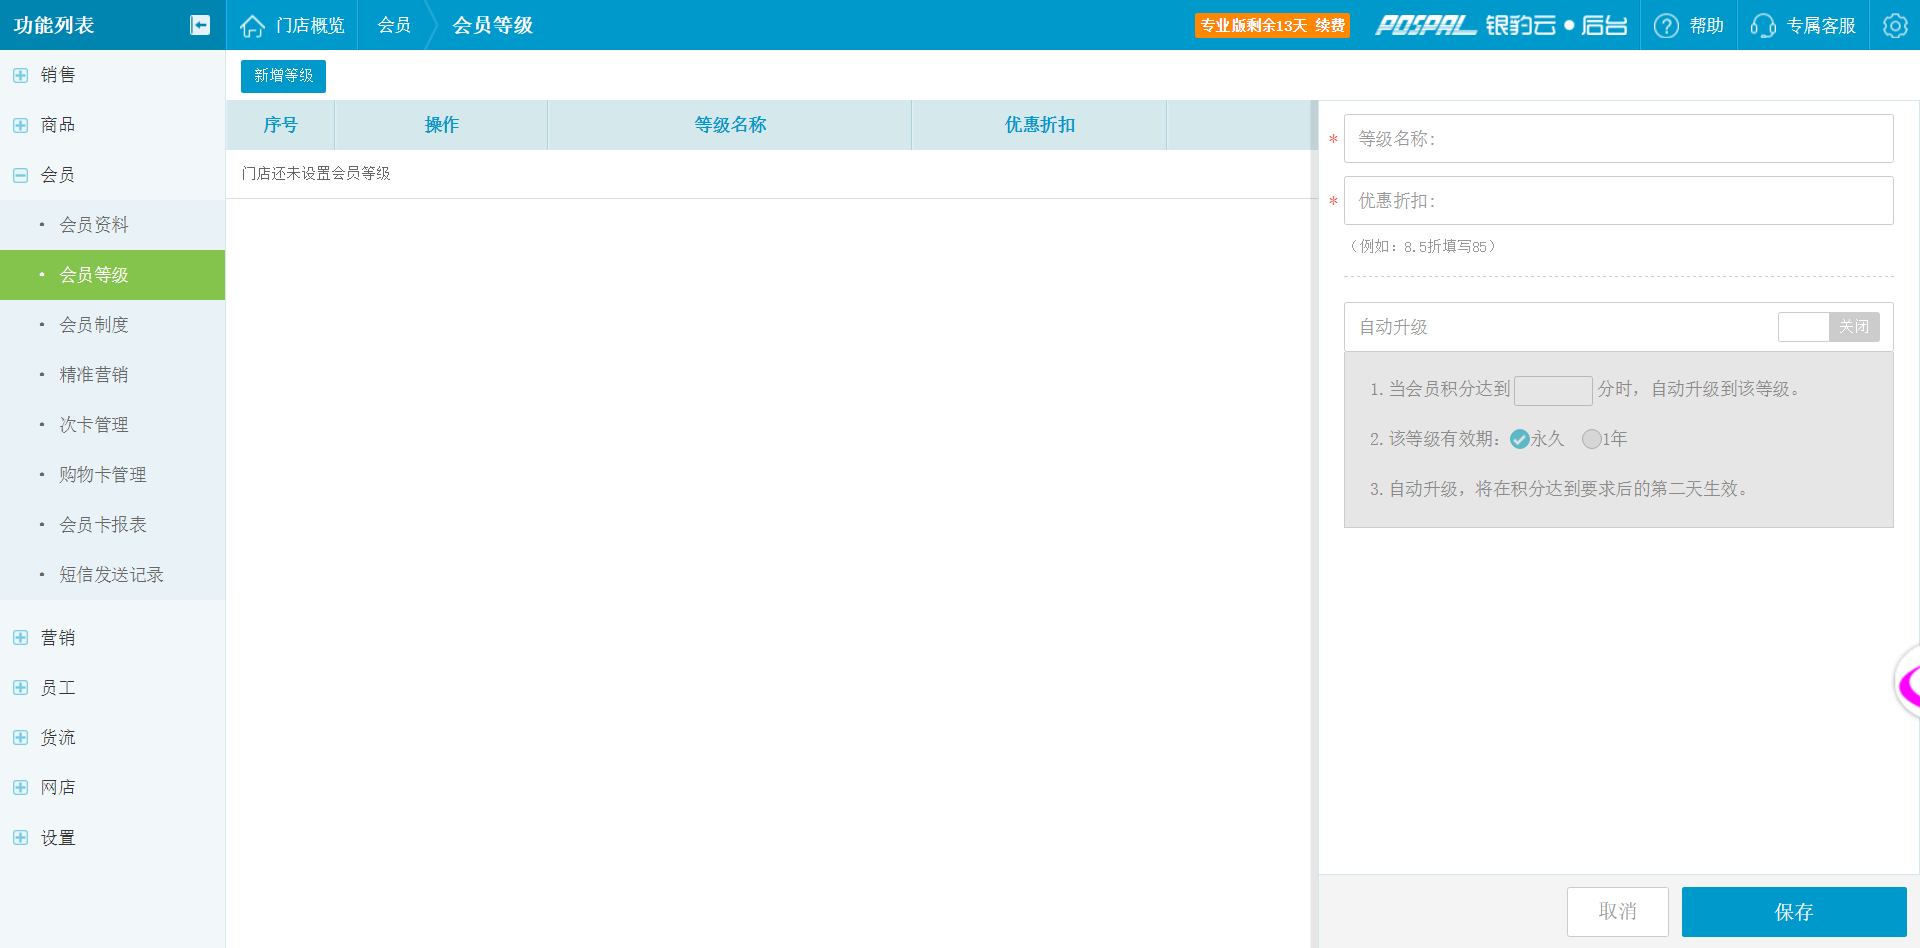 功能列表
门店概览
会员
会员等级
专业版剩余13天 续费
POSPAL 银豹云●后台
帮助
专属客服
销售
商品
会员
会员资料
会员等级
会员制度
精准营销
次卡管理
购物卡管理
会员卡报表
短信发送记录
营销
员工
货流
网店
设置
新增等级
序号 操作 等级名称 优惠折扣
门店还未设置会员等级
* 等级名称:
* 优惠折扣:
（例如：8.5折填写85）
自动升级 关闭
1. 当会员积分达到 分时，自动升级到该等级。
2. 该等级有效期： 永久 1年
3. 自动升级，将在积分达到要求后的第二天生效。
取消 保存